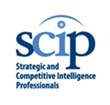 scip
Strategic and
Competitive Intelligence
Professionals